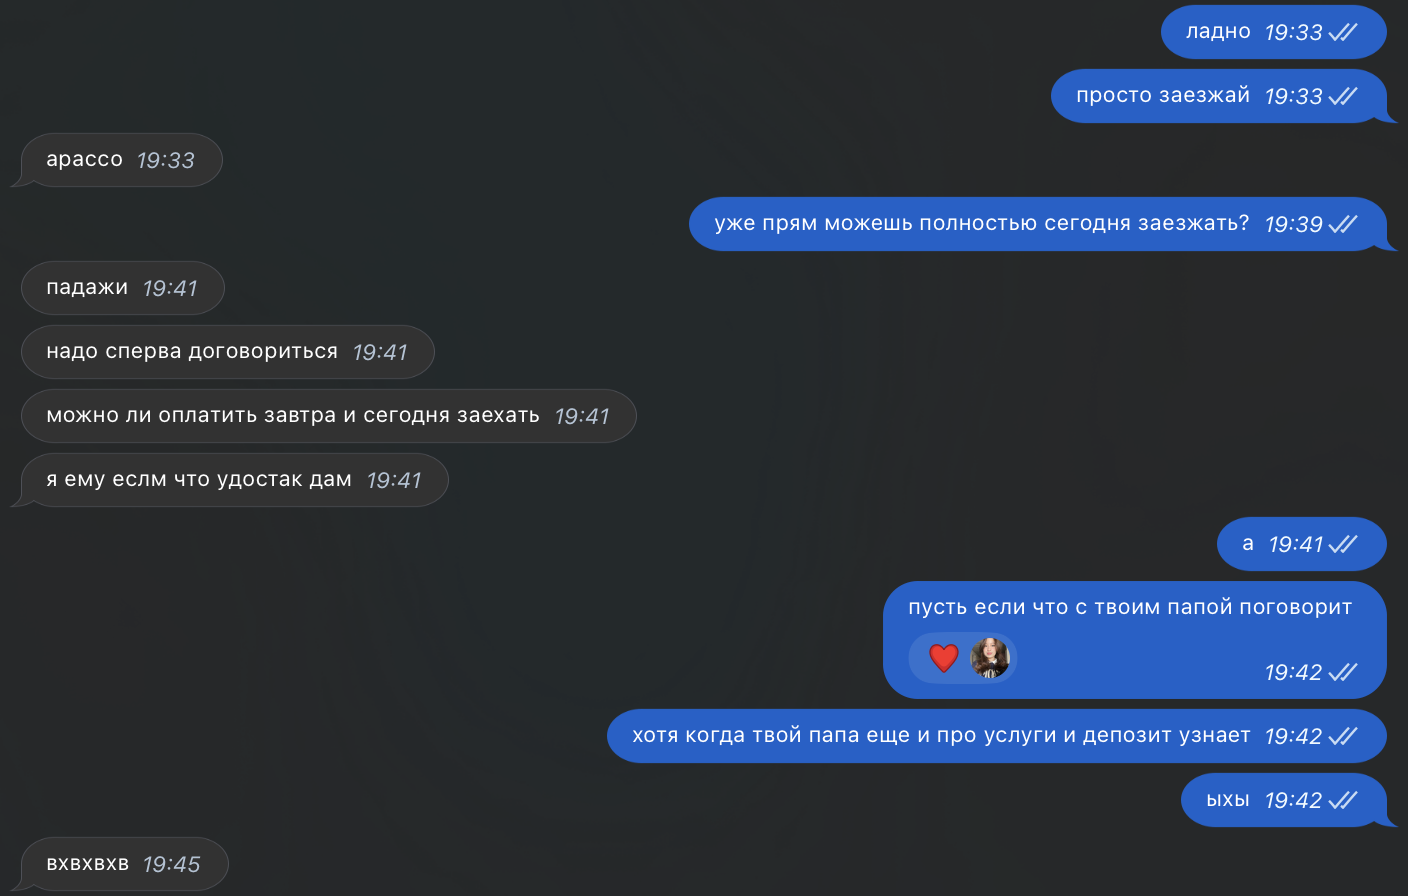 ладно 19:33
просто заезжай 19:33
арассо 19:33
уже прям можешь полностью сегодня заезжать? 19:39
падажи 19:41
надо сперва договориться 19:41
можно ли оплатить завтра и сегодня заехать 19:41
я ему еслм что удостак дам 19:41
а 19:41
пусть если что с твоим папой поговорит
19:42
хотя когда твой папа еще и про услуги и депозит узнает 19:42
ыхы 19:42
вхвхвхв 19:45